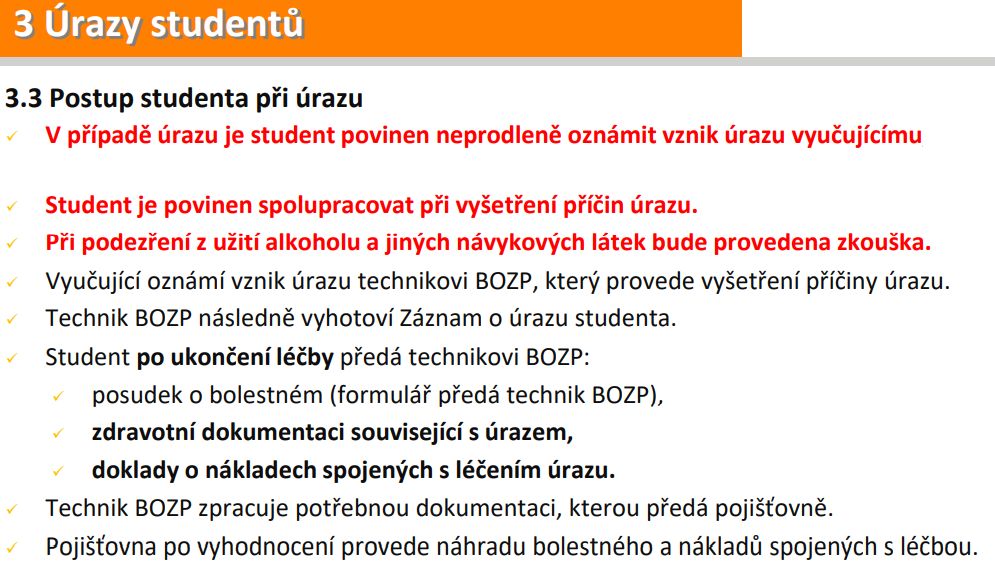 3 Úrazy studentů
3.3 Postup studenta při úrazu
V případě úrazu je student povinen neprodleně oznámit vznik úrazu vyučujícímu
Student je povinen spolupracovat při vyšetření příčin úrazu.
Při podezření z užití alkoholu a jiných návykových látek bude provedena zkouška.
Vyučující oznámí vznik úrazu technikovi BOZP, který provede vyšetření příčiny úrazu.
Technik BOZP následně vyhotoví Záznam o úrazu studenta.
Student po ukončení léčby předá technikovi BOZP:
posudek o bolestném (formulář předá technik BOZP),
zdravotní dokumentaci související s úrazem,
doklady o nákladech spojených s léčením úrazu.
Technik BOZP zpracuje potřebnou dokumentaci, kterou předá pojišťovně.
Pojišťovna po vyhodnocení provede náhradu bolestného a nákladů spojených s léčbou.